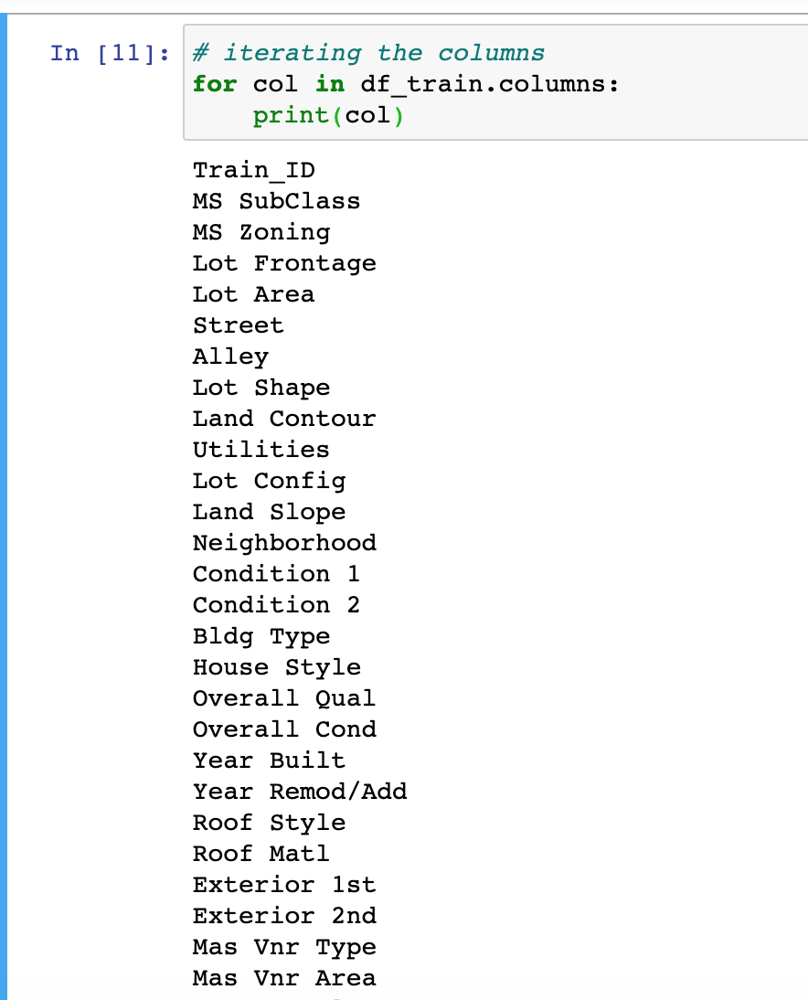 In [11]: # iterating the columns
for col in df_train.columns:
    print(col)
Train_ID
MS SubClass
MS Zoning
Lot Frontage
Lot Area
Street
Alley
Lot Shape
Land Contour
Utilities
Lot Config
Land Slope
Neighborhood
Condition 1
Condition 2
Bldg Type
House Style
Overall Qual
Overall Cond
Year Built
Year Remod/Add
Roof Style
Roof Matl
Exterior 1st
Exterior 2nd
Mas Vnr Type
Mas Vnr Area